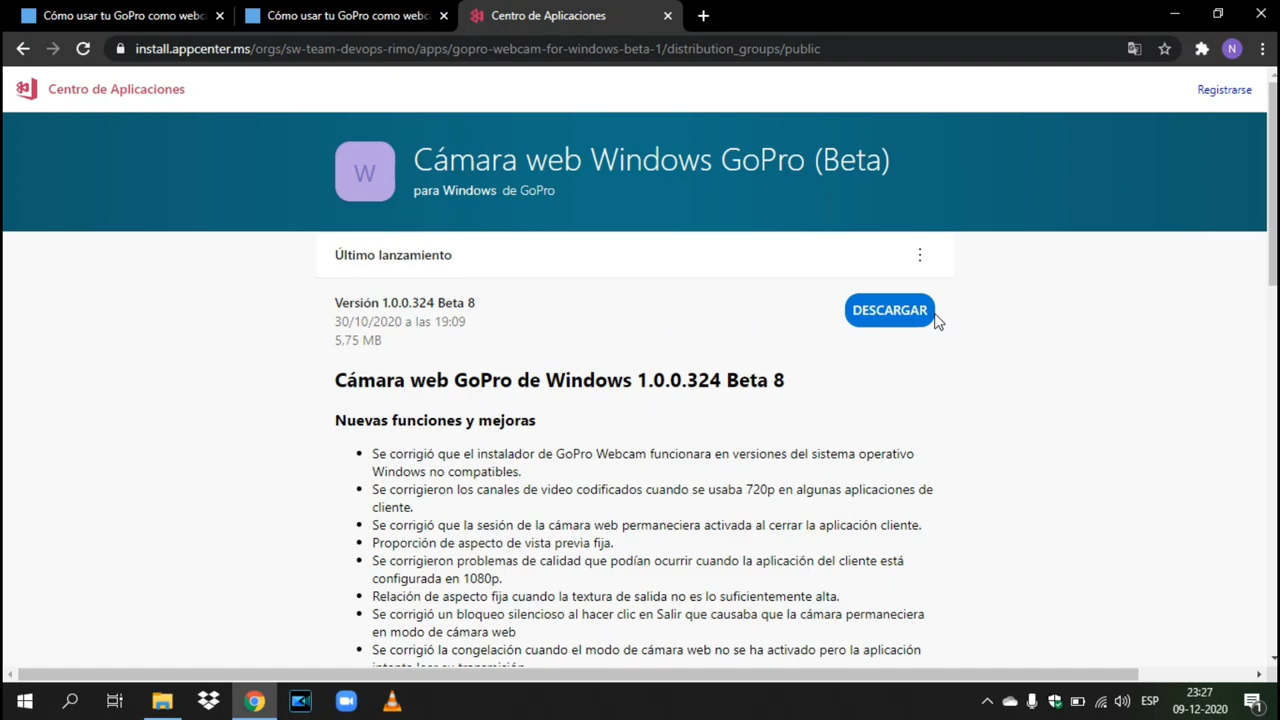 Cómo usar tu GoPro como webc
Cómo usar tu GoPro como webc
Centro de Aplicaciones
install.appcenter.ms/orgs/sw-team-devops-rimo/apps/gopro-webcam-for-windows-beta-1/distribution_groups/public
N
Centro de Aplicaciones
Registrarse
W
Cámara web Windows GoPro (Beta)
para Windows de GoPro
Último lanzamiento
Versión 1.0.0.324 Beta 8
30/10/2020 a las 19:09
5,75 MB
DESCARGAR
Cámara web GoPro de Windows 1.0.0.324 Beta 8
Nuevas funciones y mejoras
Se corrigió que el instalador de GoPro Webcam funcionara en versiones del sistema operativo
Windows no compatibles.
Se corrigieron los canales de video codificados cuando se usaba 720p en algunas aplicaciones de
cliente.
Se corrigió que la sesión de la cámara web permaneciera activada al cerrar la aplicación cliente.
Proporción de aspecto de vista previa fija.
Se corrigieron problemas de calidad que podían ocurrir cuando la aplicación del cliente está
configurada en 1080p.
Relación de aspecto fija cuando la textura de salida no es lo suficientemente alta.
Se corrigió un bloqueo silencioso al hacer clic en Salir que causaba que la cámara permaneciera
en modo de cámara web
Se corrigió la congelación cuando el modo de cámara web no se ha activado pero la aplicación
ESP
23:27
09-12-2020
1